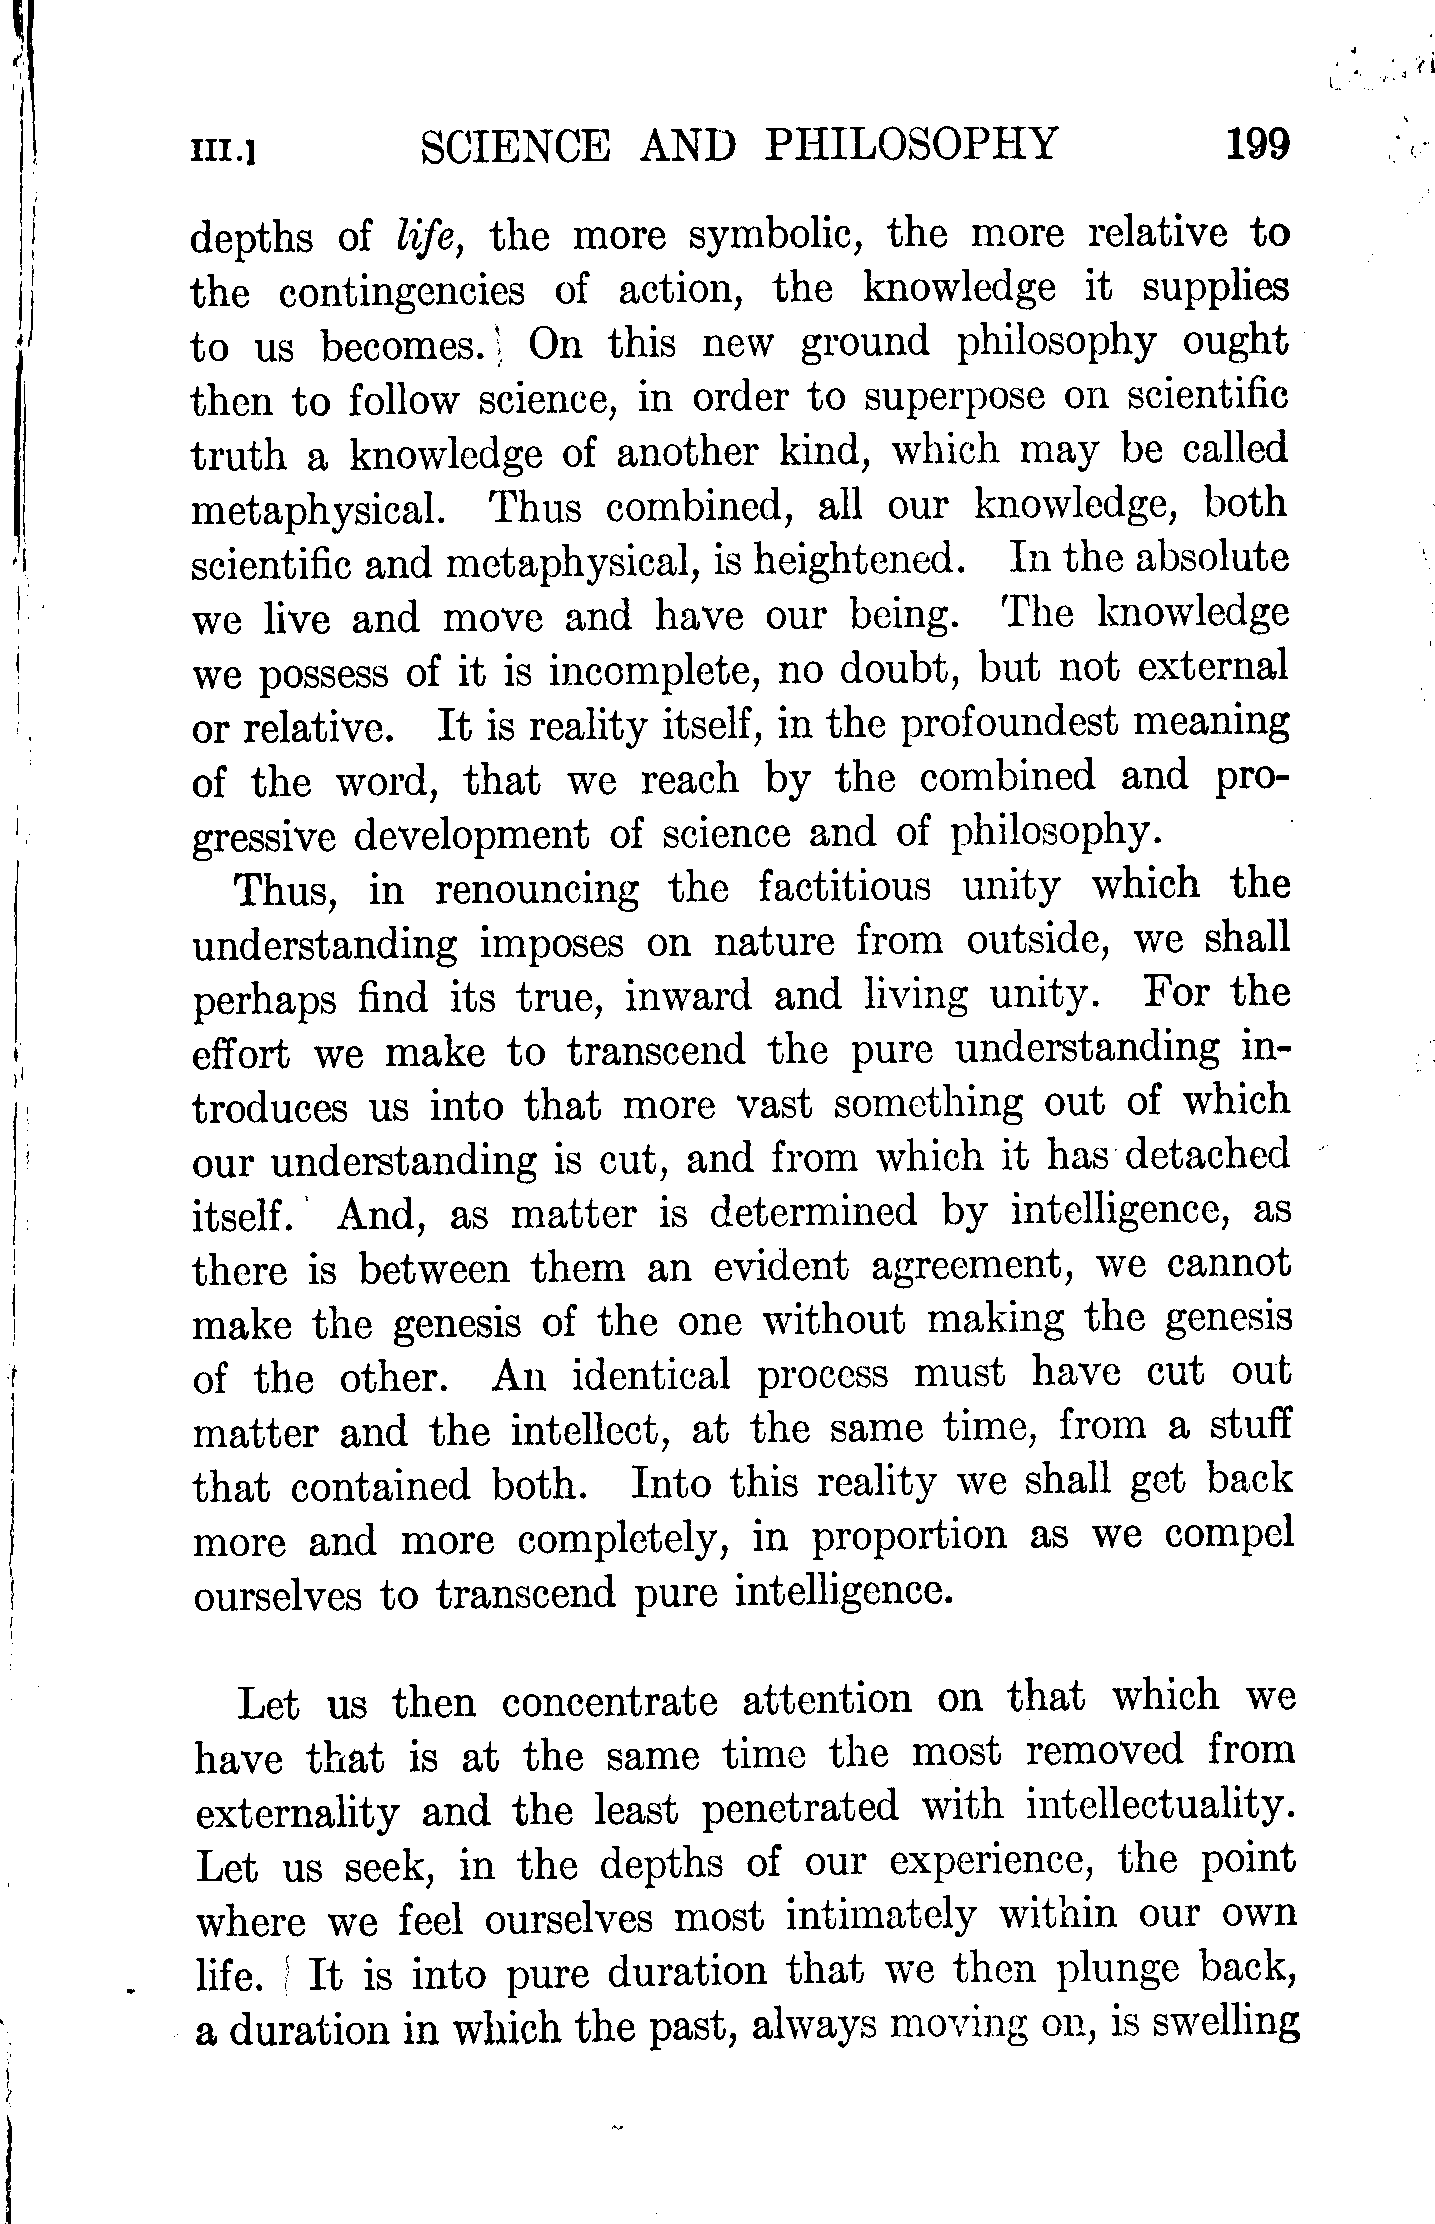 III.] SCIENCE AND PHILOSOPHY 199
depths of life, the more symbolic, the more relative to
the contingencies of action, the knowledge it supplies
to us becomes. On this new ground philosophy ought
then to follow science, in order to superpose on scientific
truth a knowledge of another kind, which may be called
metaphysical. Thus combined, all our knowledge, both
scientific and metaphysical, is heightened. In the absolute
we live and move and have our being. The knowledge
we possess of it is incomplete, no doubt, but not external
or relative. It is reality itself, in the profoundest meaning
of the word, that we reach by the combined and pro-
gressive development of science and of philosophy.
Thus, in renouncing the factitious unity which the
understanding imposes on nature from outside, we shall
perhaps find its true, inward and living unity. For the
effort we make to transcend the pure understanding in-
troduces us into that more vast something out of which
our understanding is cut, and from which it has detached
itself. And, as matter is determined by intelligence, as
there is between them an evident agreement, we cannot
make the genesis of the one without making the genesis
of the other. An identical process must have cut out
matter and the intellect, at the same time, from a stuff
that contained both. Into this reality we shall get back
more and more completely, in proportion as we compel
ourselves to transcend pure intelligence.
Let us then concentrate attention on that which we
have that is at the same time the most removed from
externality and the least penetrated with intellectuality.
Let us seek, in the depths of our experience, the point
where we feel ourselves most intimately within our own
life. It is into pure duration that we then plunge back,
a duration in which the past, always moving on, is swelling